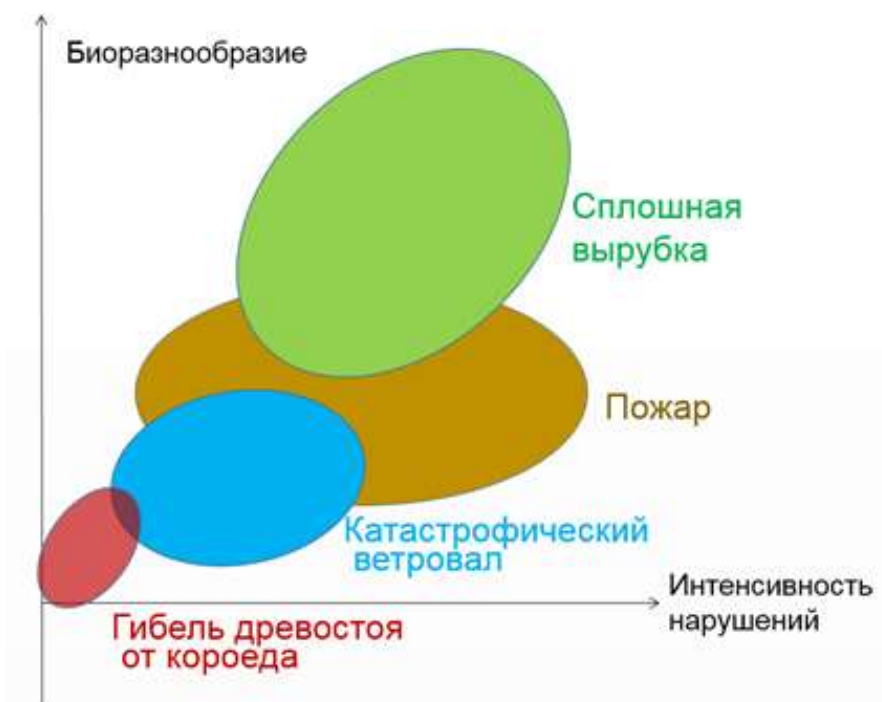 Биоразнообразие
Сплошная
вырубка
Пожар
Катастрофический
ветровал
Интенсивность
нарушений
Гибель древостоя
от короеда